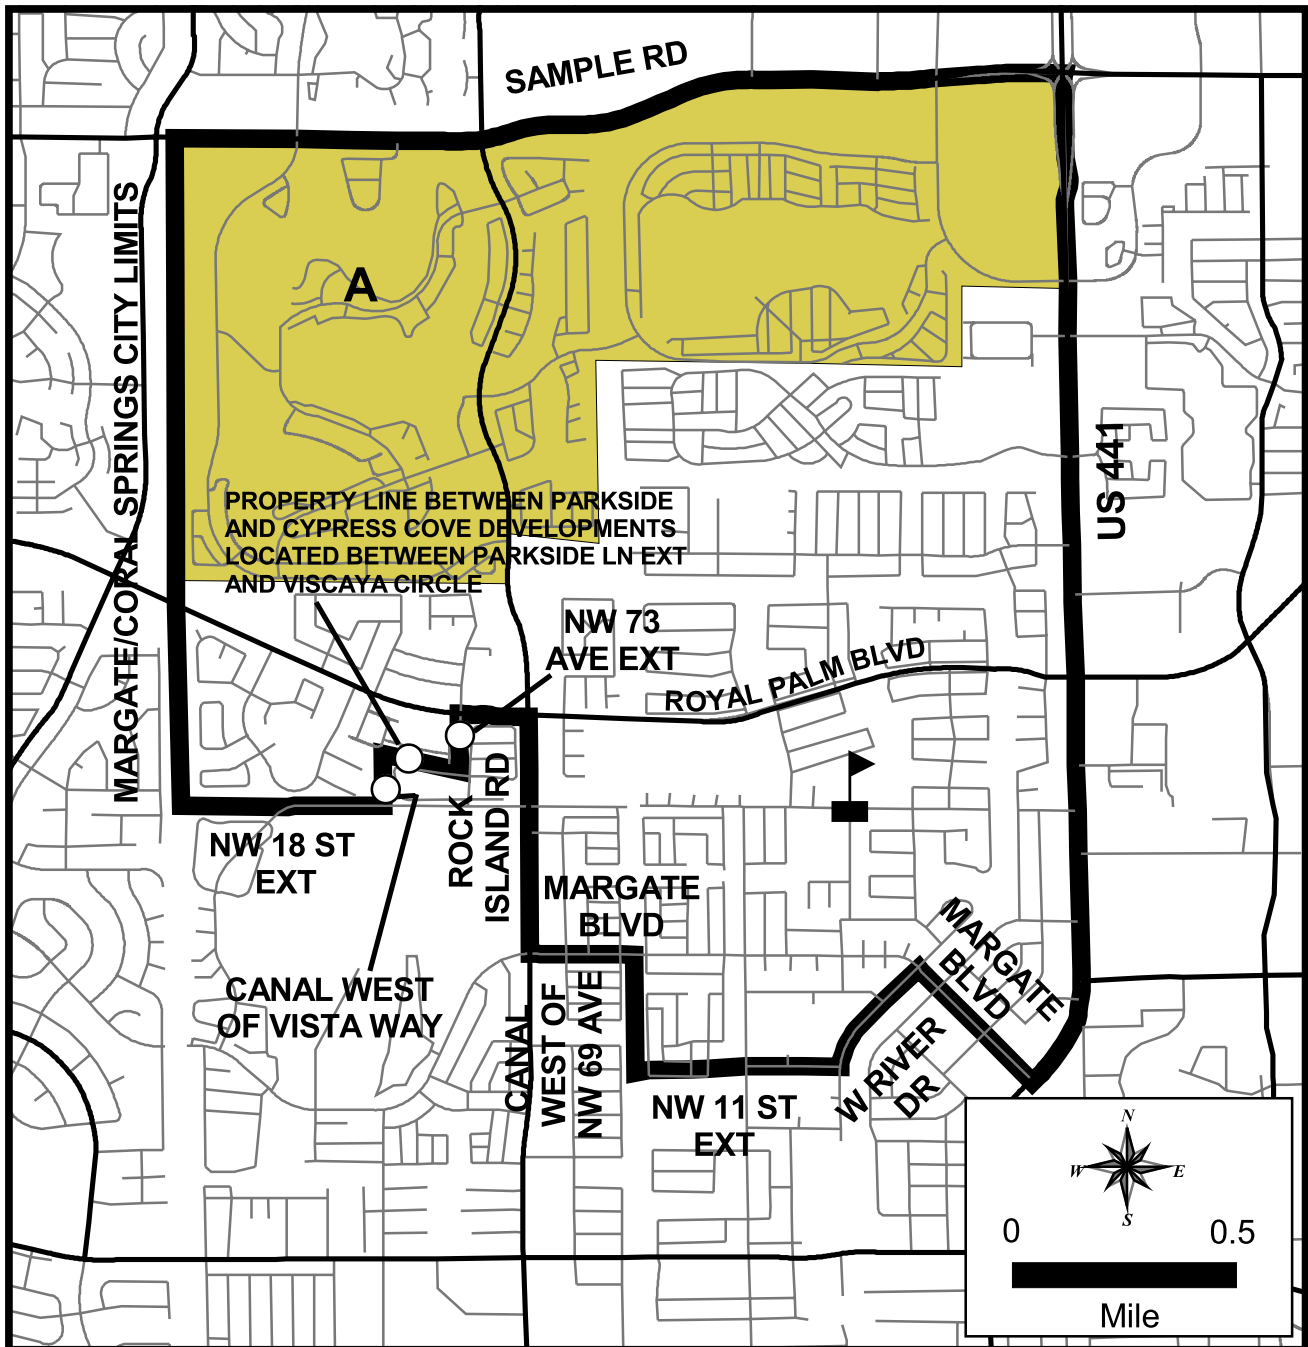 SAMPLE RD
MARGATE/CORAL SPRINGS CITY LIMITS
A
US 441
PROPERTY LINE BETWEEN PARKSIDE
AND CYPRESS COVE DEVELOPMENTS
LOCATED BETWEEN PARKSIDE LN EXT
AND VISCAYA CIRCLE
NW 73
AVE EXT
ROYAL PALM BLVD
ROCK
ISLAND RD
NW 18 ST
EXT
MARGATE
BLVD
MARGATE
BLVD
CANAL WEST
OF VISTA WAY
CANAL
WEST OF
NW 69 AVE
W RIVER
DR
NW 11 ST
EXT
N
W E
S
0 0.5
Mile